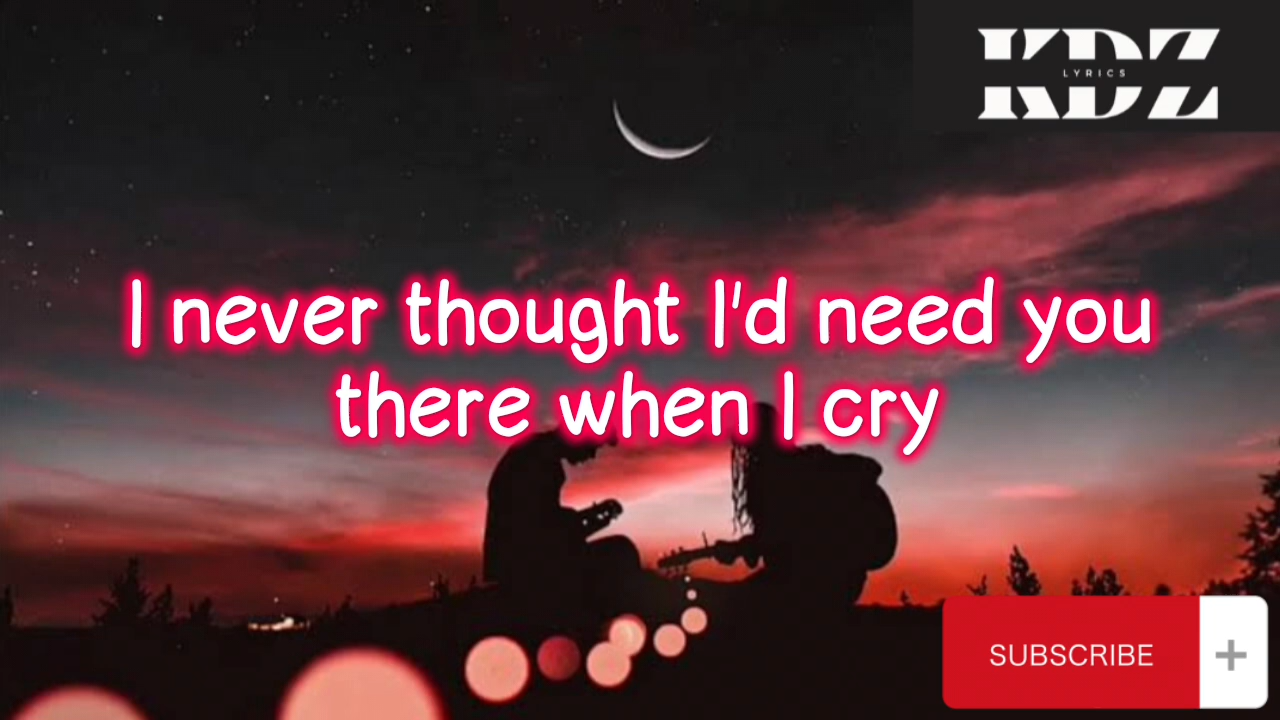 KDZ
LYRICS
I never thought I'd need you
there when I cry
SUBSCRIBE +